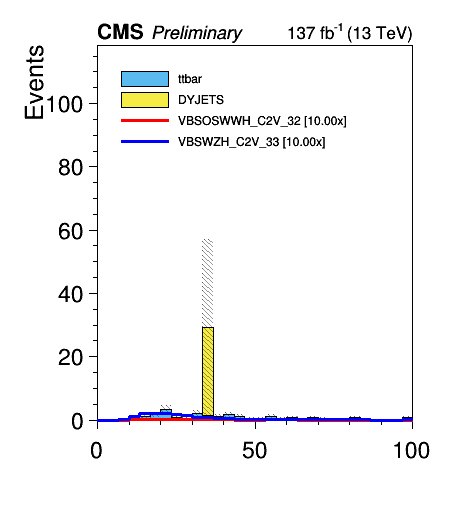 CMS Preliminary 137 fb⁻¹ (13 TeV)
Events
ttbar
DYJETS
VBSOSWWH_C2V_32 [10.00x]
VBSWZH_C2V_33 [10.00x]
100
80
60
40
20
0
0 50 100